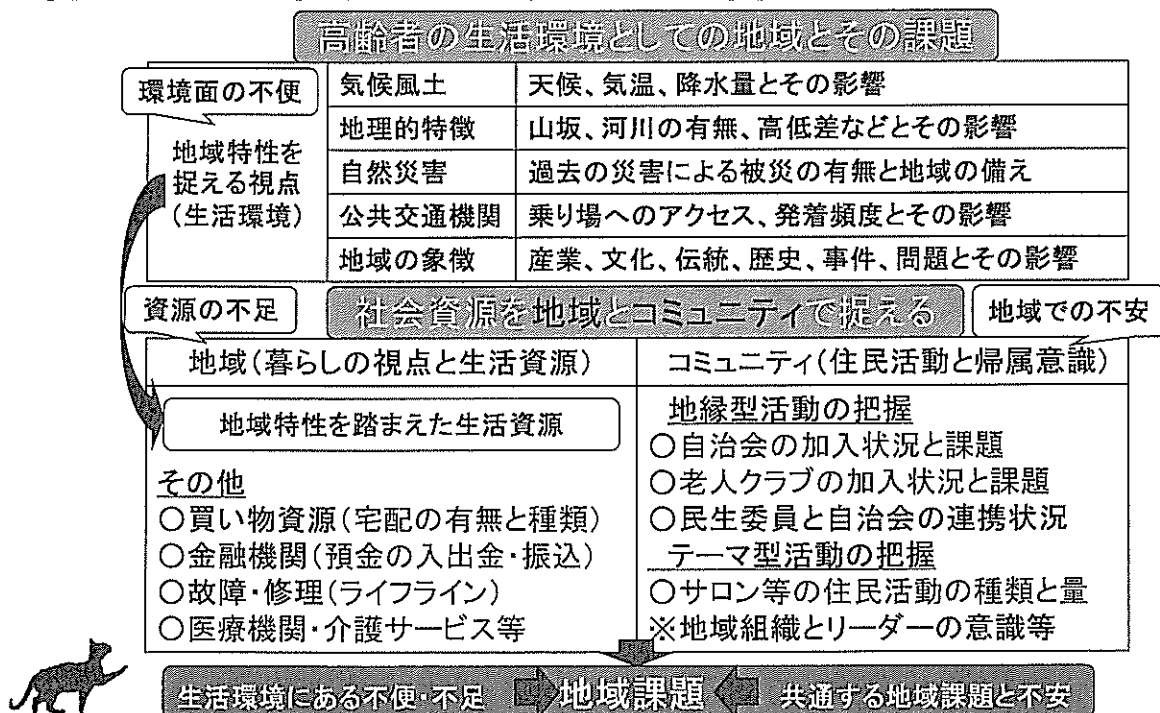 高齢者の生活環境としての地域とその課題
環境面の不便
地域特性を
捉える視点
(生活環境)
気候風土 天候、気温、降水量とその影響
地理的特徴 山坂、河川の有無、高低差などとその影響
自然災害 過去の災害による被災の有無と地域の備え
公共交通機関 乗り場へのアクセス、発着頻度とその影響
地域の象徴 産業、文化、伝統、歴史、事件、問題とその影響
資源の不足
社会資源を地域とコミュニティで捉える
地域での不安
地域(暮らしの視点と生活資源)
地域特性を踏まえた生活資源
その他
○買い物資源(宅配の有無と種類)
○金融機関(預金の入出金・振込)
○故障・修理(ライフライン)
○医療機関・介護サービス等
コミュニティ(住民活動と帰属意識)
地縁型活動の把握
○自治会の加入状況と課題
○老人クラブの加入状況と課題
○民生委員と自治会の連携状況
テーマ型活動の把握
○サロン等の住民活動の種類と量
※地域組織とリーダーの意識等
生活環境にある不便・不足 地域課題 共通する地域課題と不安